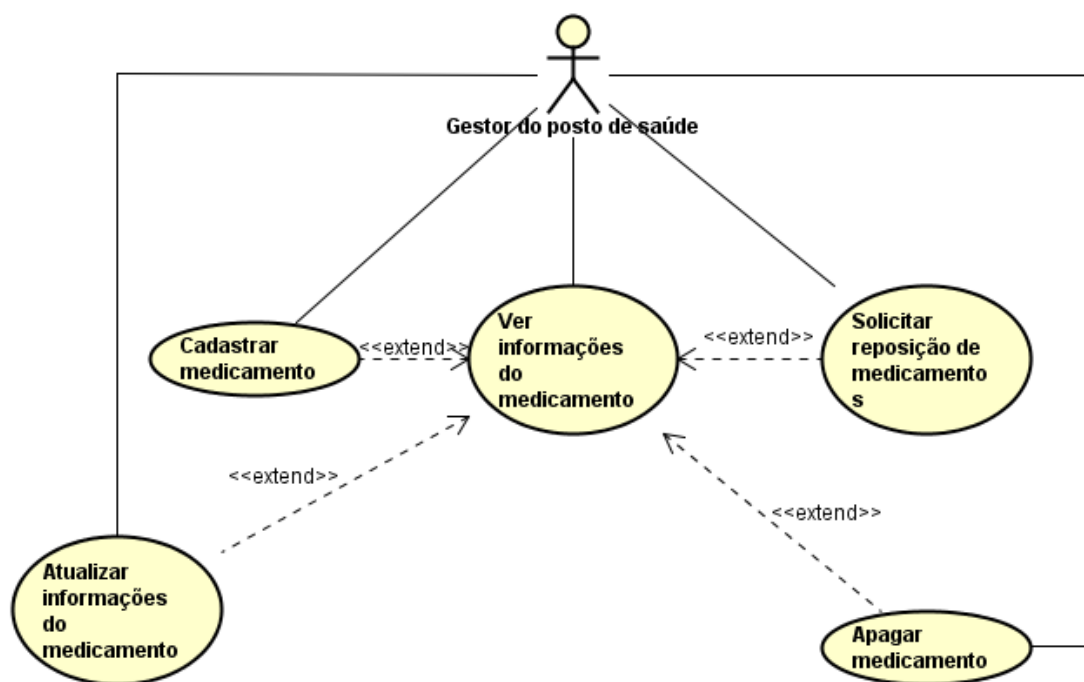 Gestor do posto de saúde
Cadastrar
medicamento
<<extend>>
Ver
informações
do
medicamento
<<extend>>
Solicitar
reposição de
medicamento
s
<<extend>>
<<extend>>
Atualizar
informações
do
medicamento
Apagar
medicamento